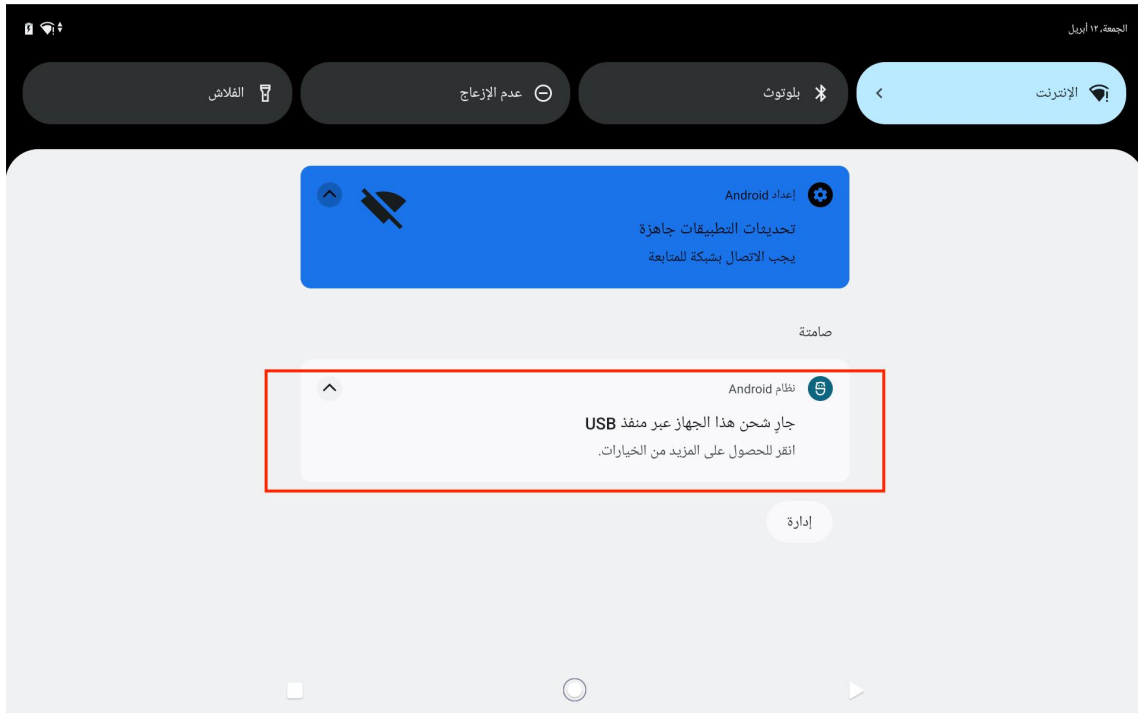 الجمعة، ١٢ أبريل
الإنترنت
بلوتوث
عدم الإزعاج
الفلاش
إعداد Android
تحديثات التطبيقات جاهزة
يجب الاتصال بشبكة للمتابعة
صامتة
نظام Android
جارٍ شحن هذا الجهاز عبر منفذ USB
انقر للحصول على المزيد من الخيارات.
إدارة